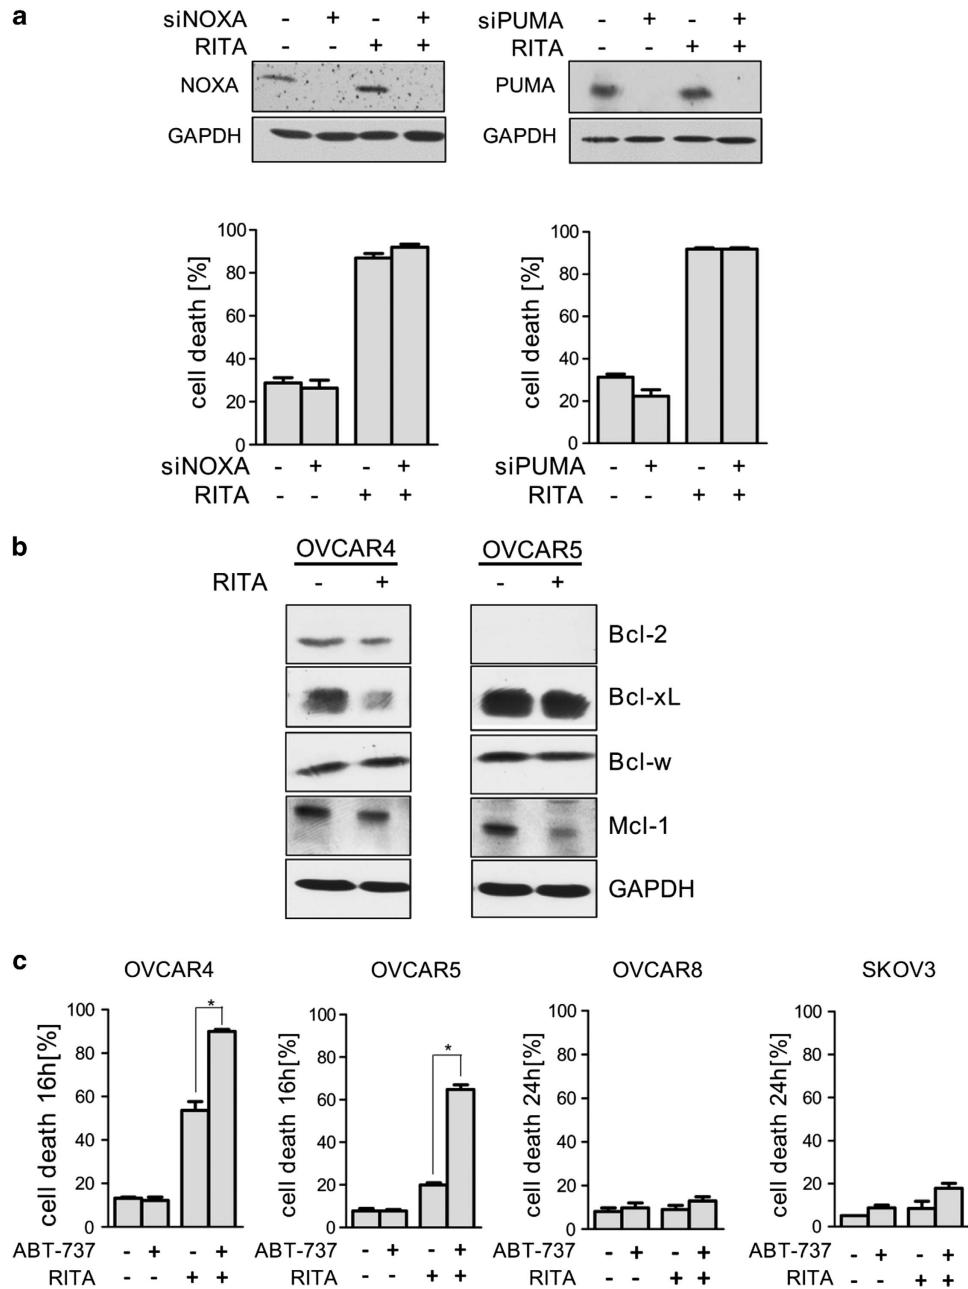 a
siNOXA - + - +
RITA - - + +
NOXA
GAPDH
siPUMA - + - +
RITA - - + +
PUMA
GAPDH
cell death [%]
100
80
60
40
20
0
siNOXA - + - +
RITA - - + +
cell death [%]
100
80
60
40
20
0
siPUMA - + - +
RITA - - + +
b
OVCAR4 OVCAR5
RITA - + - +
Bcl-2
Bcl-xL
Bcl-w
Mcl-1
GAPDH
c
OVCAR4
cell death 16h[%]
100
80
60
40
20
0
*
ABT-737 - + - +
RITA - - + +
OVCAR5
cell death 16h[%]
100
80
60
40
20
0
*
ABT-737 - + - +
RITA - - + +
OVCAR8
cell death 24h[%]
100
80
60
40
20
0
ABT-737 - + - +
RITA - - + +
SKOV3
cell death 24h[%]
100
80
60
40
20
0
ABT-737 - + - +
RITA - - + +